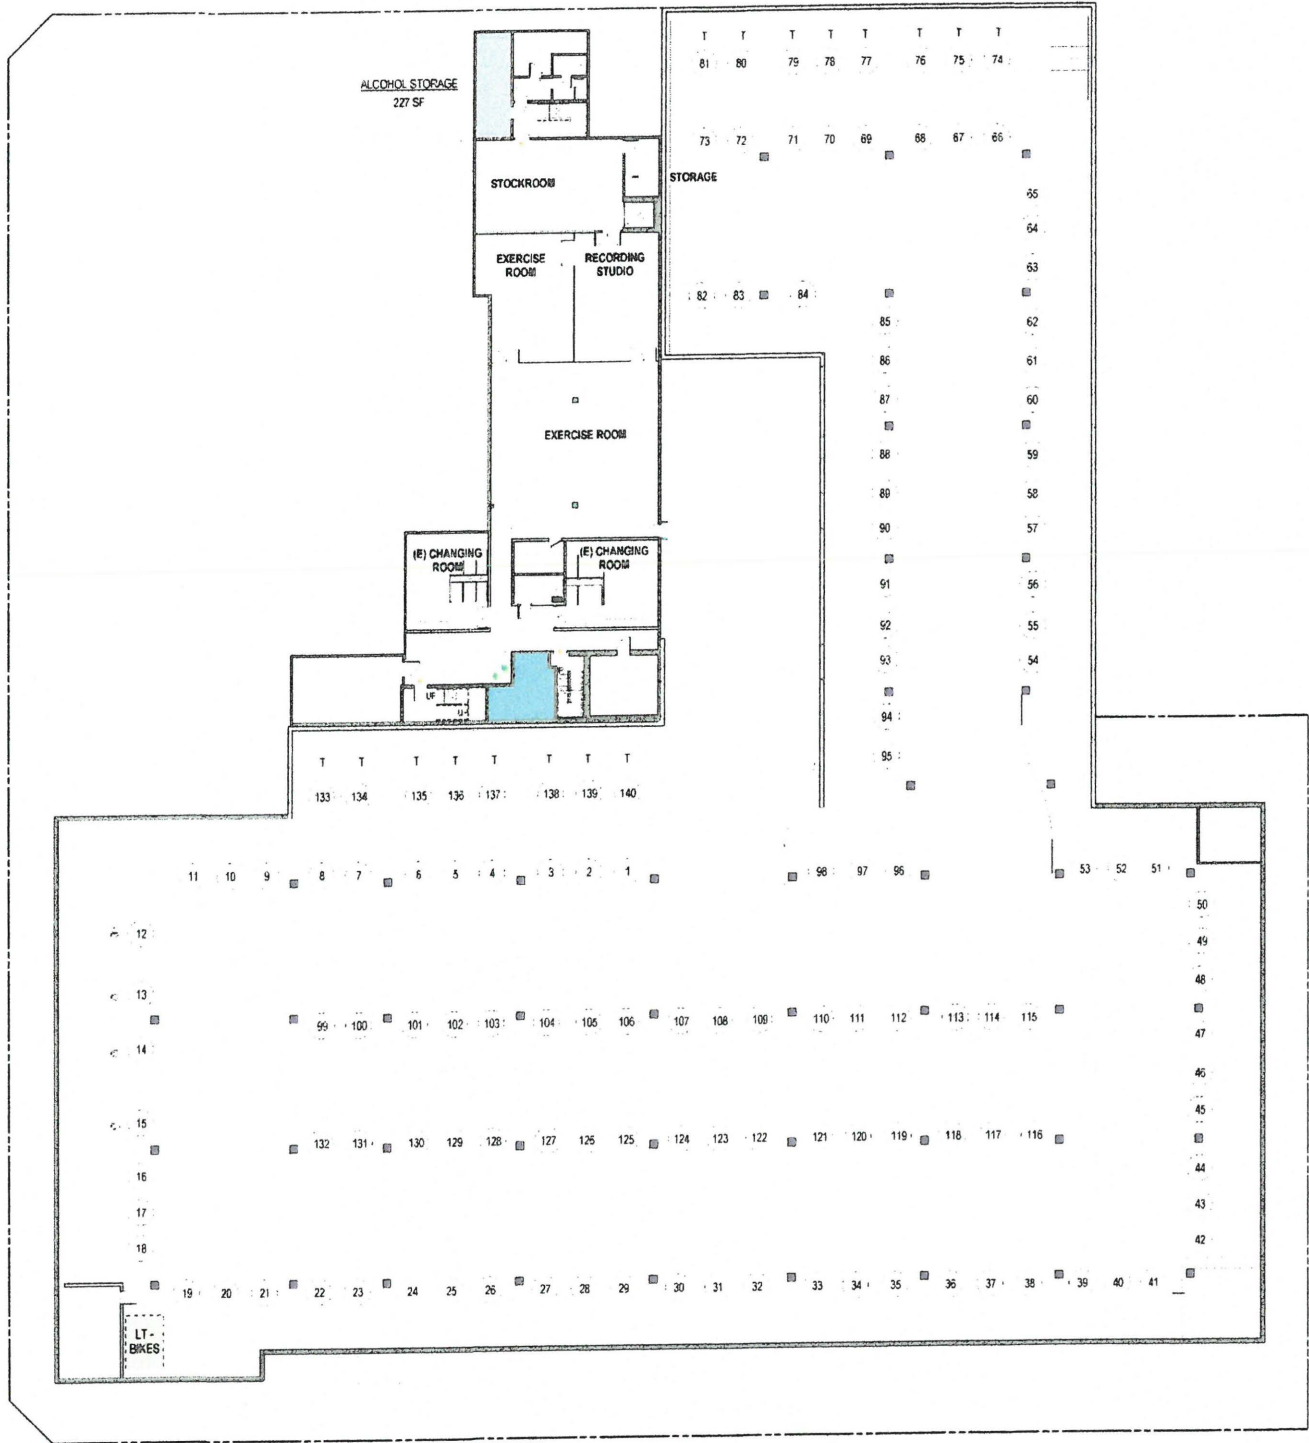 T T T T T T T T
81 80 79 78 77 76 75 74
ALCOHOL STORAGE
227 SF
73 72 71 70 69 68 67 66
STORAGE
STOCKROOM
65
64
EXERCISE
ROOM
RECORDING
STUDIO
63
82 83 84
85 62
86 61
87 60
EXERCISE ROOM
88 59
89 58
90 57
(E) CHANGING
ROOM
(E) CHANGING
ROOM
91 56
92 55
93 54
94
95
T T T T T T T T
133 134 135 136 137 138 139 140
11 10 9 8 7 6 5 4 3 2 1 98 97 96 53 52 51
50
12 49
13 48
99 100 101 102 103 104 105 106 107 108 109 110 111 112 113 114 115
47
14 46
15 45
132 131 130 129 128 127 126 125 124 123 122 121 120 119 118 117 116
16 44
17 43
18 42
19 20 21 22 23 24 25 26 27 28 29 30 31 32 33 34 35 36 37 38 39 40 41
LT -
BIKES